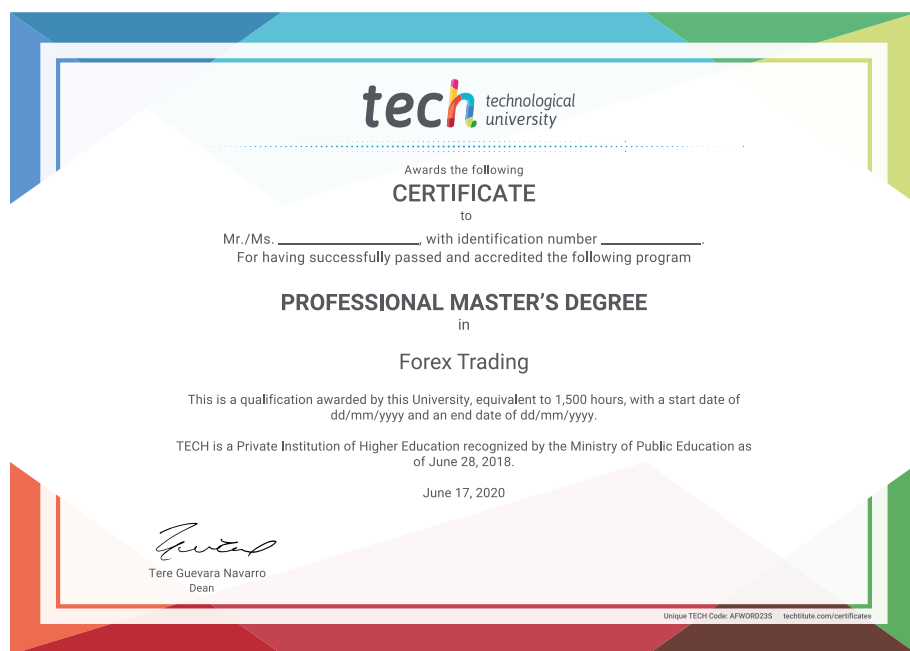 tech technological
university
Awards the following
CERTIFICATE
to
Mr./Ms. ________________, with identification number ____________.
For having successfully passed and accredited the following program
PROFESSIONAL MASTER'S DEGREE
in
Forex Trading
This is a qualification awarded by this University, equivalent to 1,500 hours, with a start date of
dd/mm/yyyy and an end date of dd/mm/yyyy.
TECH is a Private Institution of Higher Education recognized by the Ministry of Public Education as
of June 28, 2018.
June 17, 2020
Tere Guevara Navarro
Dean
Unique TECH Code: AFWORD23S techtitute.com/certificates